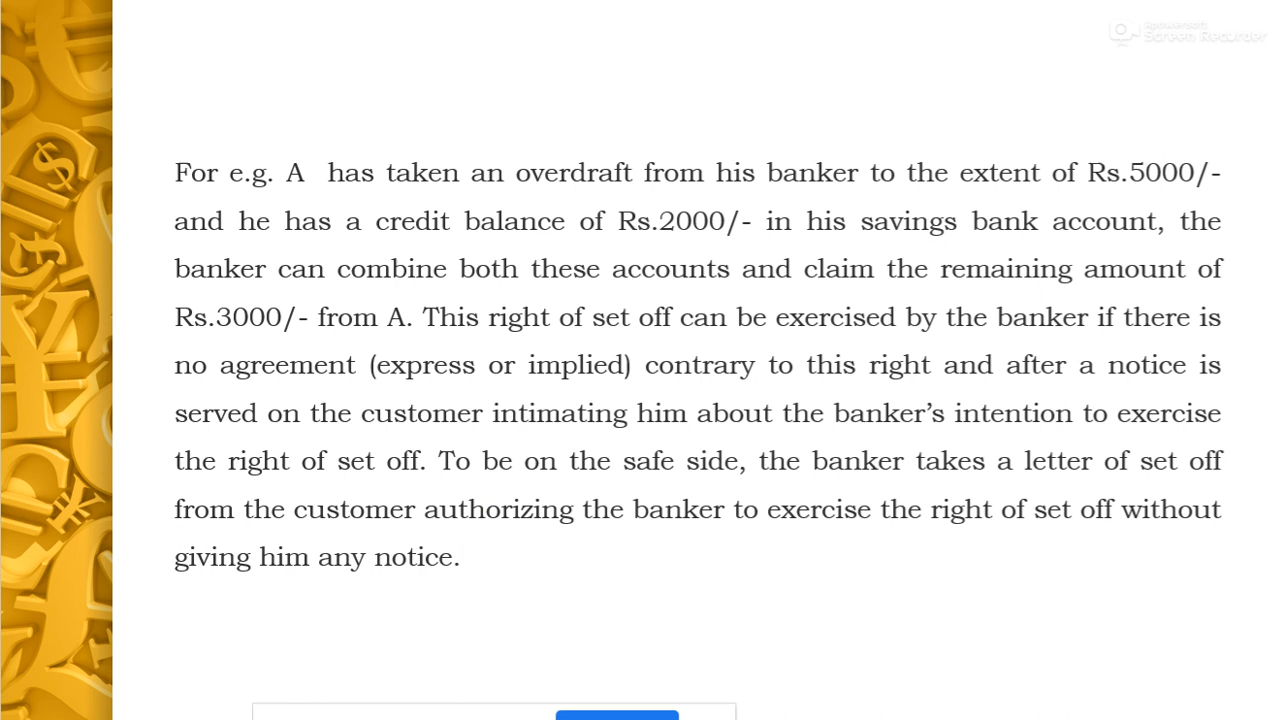 Apowersoft
Screen Recorder
For e.g. A has taken an overdraft from his banker to the extent of Rs.5000/-
and he has a credit balance of Rs.2000/- in his savings bank account, the
banker can combine both these accounts and claim the remaining amount of
Rs.3000/- from A. This right of set off can be exercised by the banker if there is
no agreement (express or implied) contrary to this right and after a notice is
served on the customer intimating him about the banker’s intention to exercise
the right of set off. To be on the safe side, the banker takes a letter of set off
from the customer authorizing the banker to exercise the right of set off without
giving him any notice.